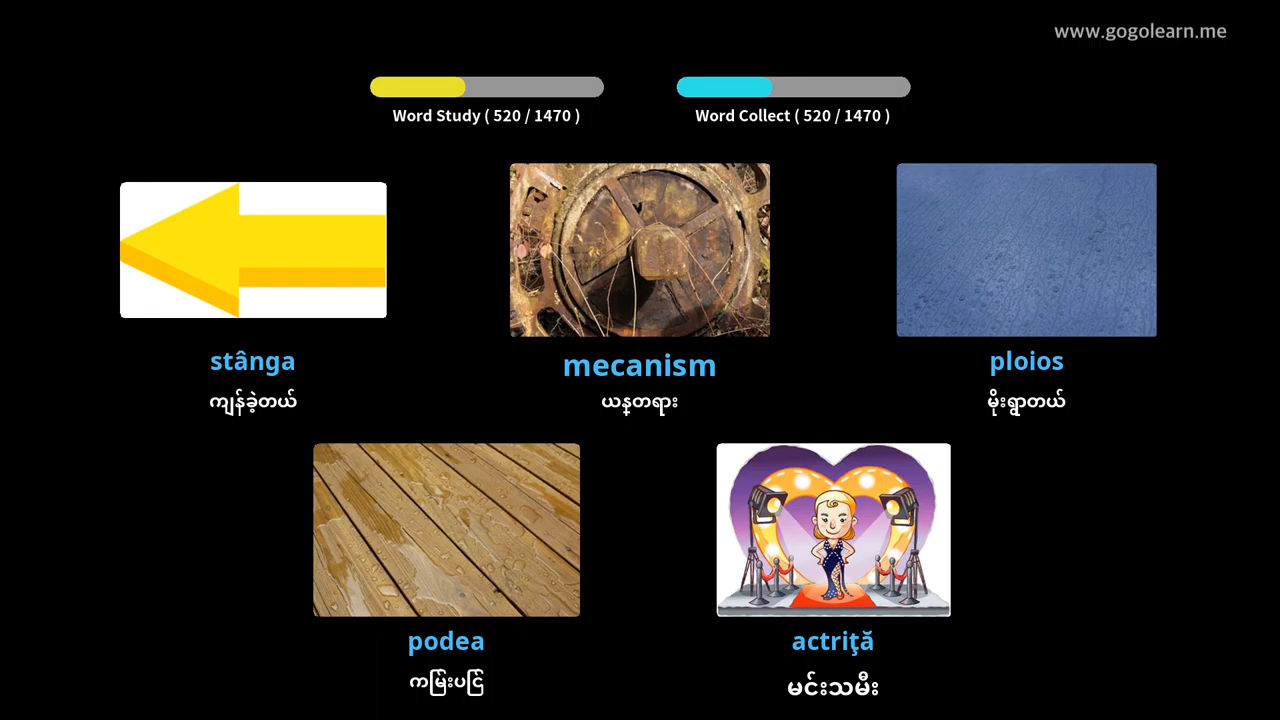 www.gogolearn.me
Word Study ( 520 / 1470 )
Word Collect ( 520 / 1470 )
stânga
mecanism
ploios
ကျန်ခဲ့တယ်
ယန္တရား
မိုးရွာတယ်
podea
actriţă
ကမ်းြပင်ြ
မင်းသမီး